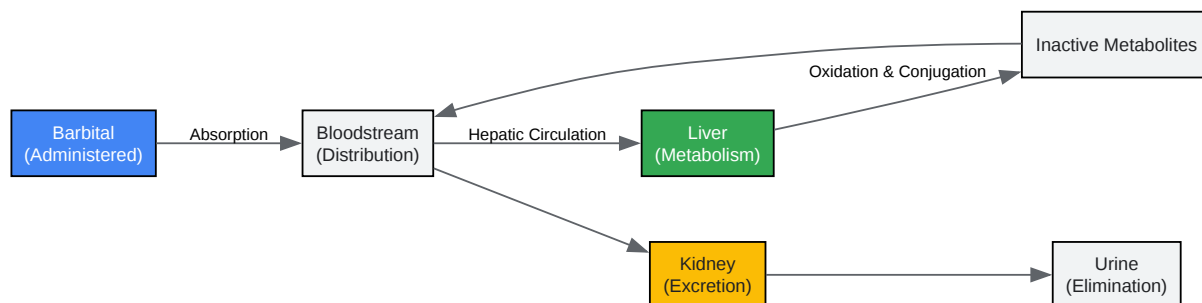 Inactive Metabolites
Oxidation & Conjugation
Barbital
(Administered)
Absorption
Bloodstream
(Distribution)
Hepatic Circulation
Liver
(Metabolism)
Kidney
(Excretion)
Urine
(Elimination)